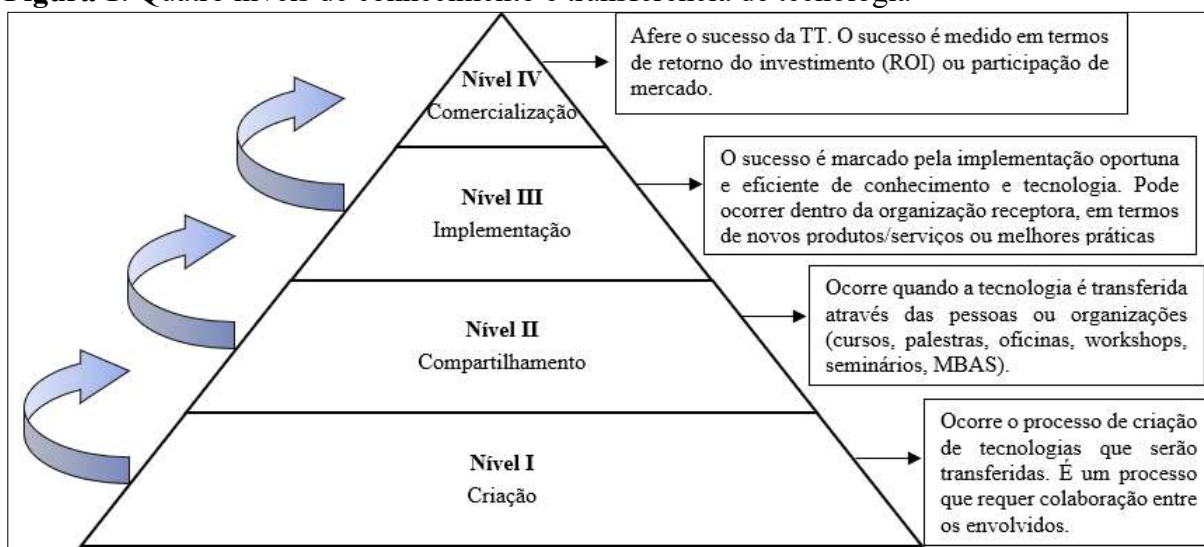 Figura 1: Quatro níveis de conhecimento e transferência de tecnologia
Nível IV
Comercialização
Afere o sucesso da TT. O sucesso é medido em termos
de retorno do investimento (ROI) ou participação de
mercado.
Nível III
Implementação
O sucesso é marcado pela implementação oportuna
e eficiente de conhecimento e tecnologia. Pode
ocorrer dentro da organização receptora, em termos
de novos produtos/serviços ou melhores práticas
Nível II
Compartilhamento
Ocorre quando a tecnologia é transferida
através das pessoas ou organizações
(cursos, palestras, oficinas, workshops,
seminários, MBAS).
Nível I
Criação
Ocorre o processo de criação
de tecnologias que serão
transferidas. É um processo
que requer colaboração entre
os envolvidos.